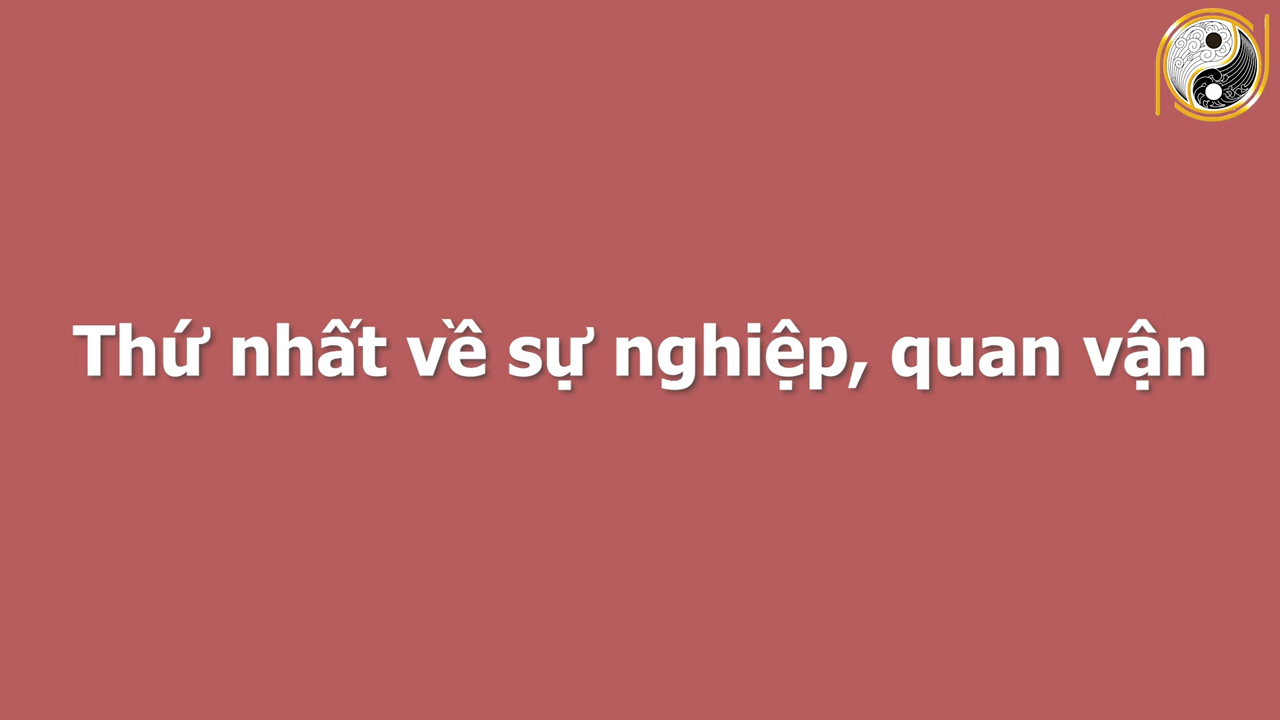 Thứ nhất về sự nghiệp, quan vận